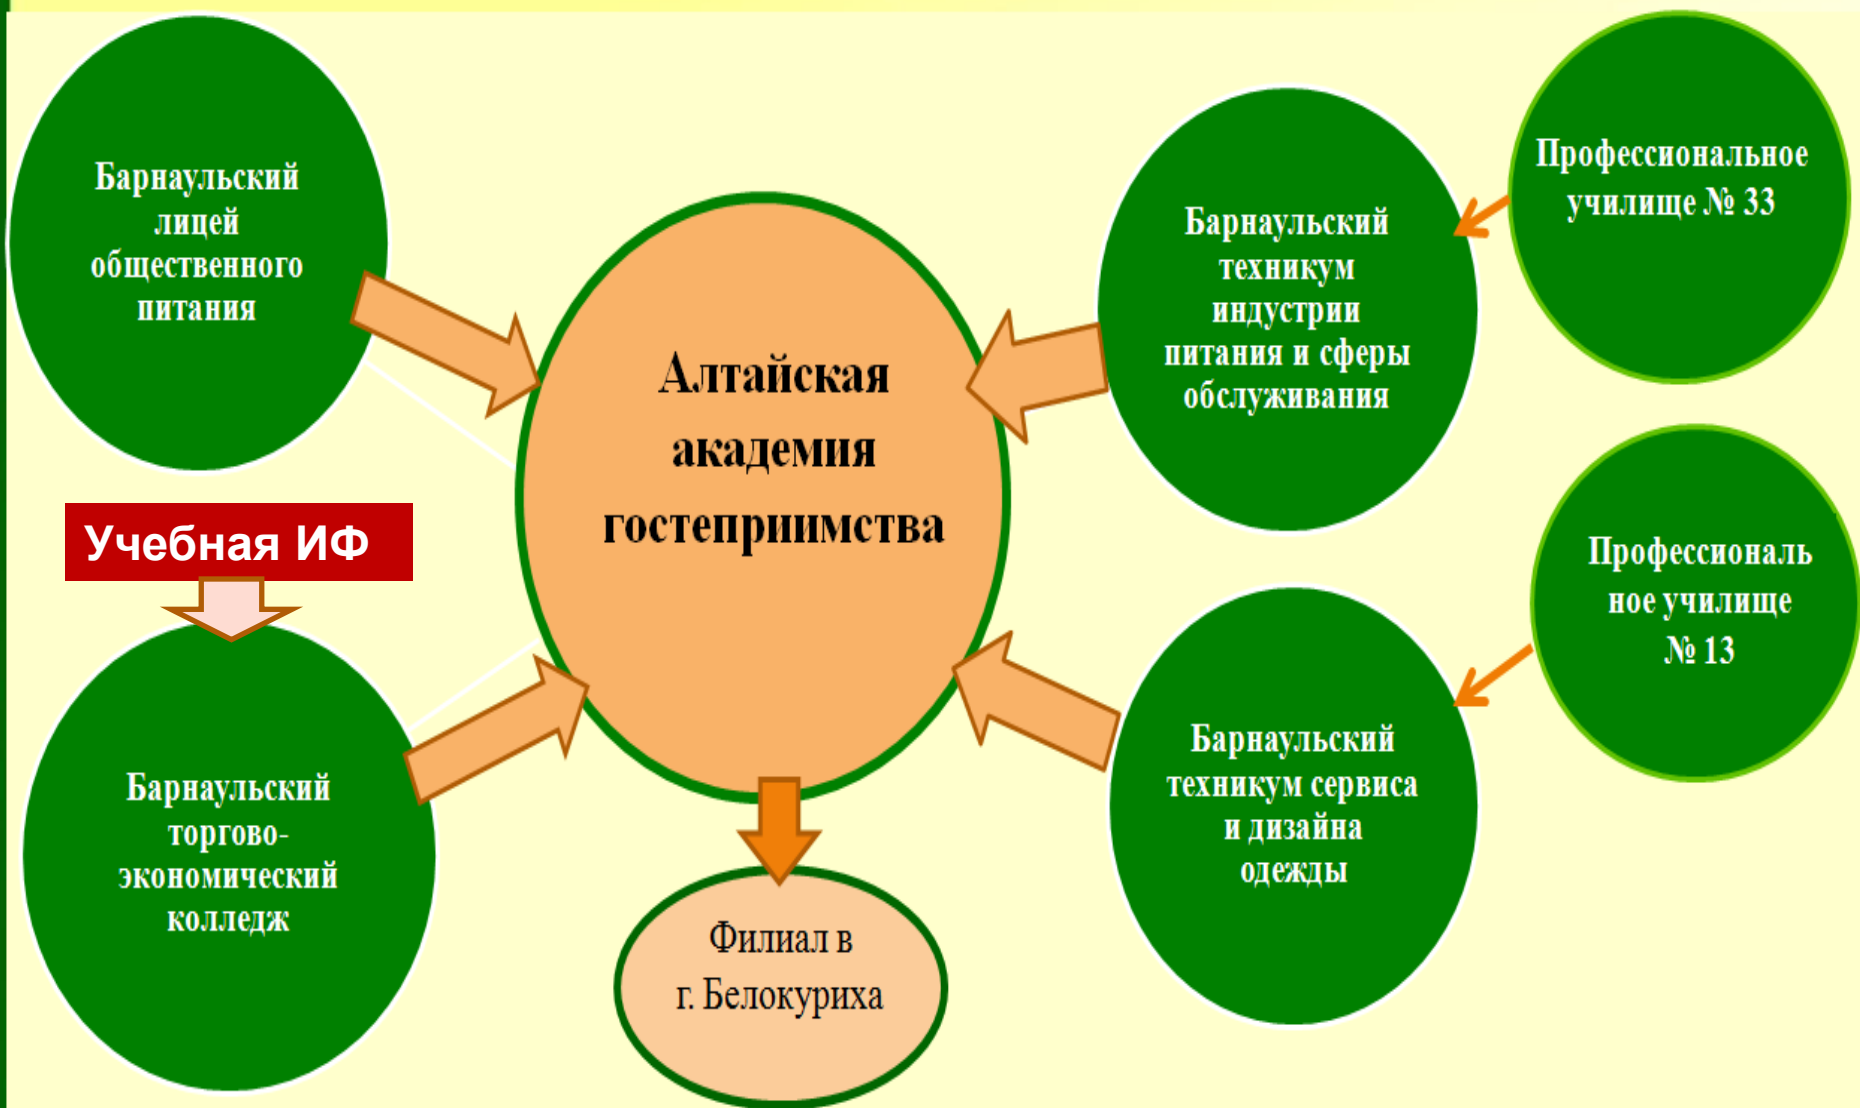 Барнаульский
лицей
общественного
питания
Учебная ИФ
Барнаульский
торгово-
экономический
колледж
Алтайская
академия
гостеприимства
Филиал в
г. Белокуриха
Барнаульский
техникум
индустрии
питания и сферы
обслуживания
Профессиональное
училище № 33
Барнаульский
техникум сервиса
и дизайна
одежды
Профессиональ
ное училище
№ 13